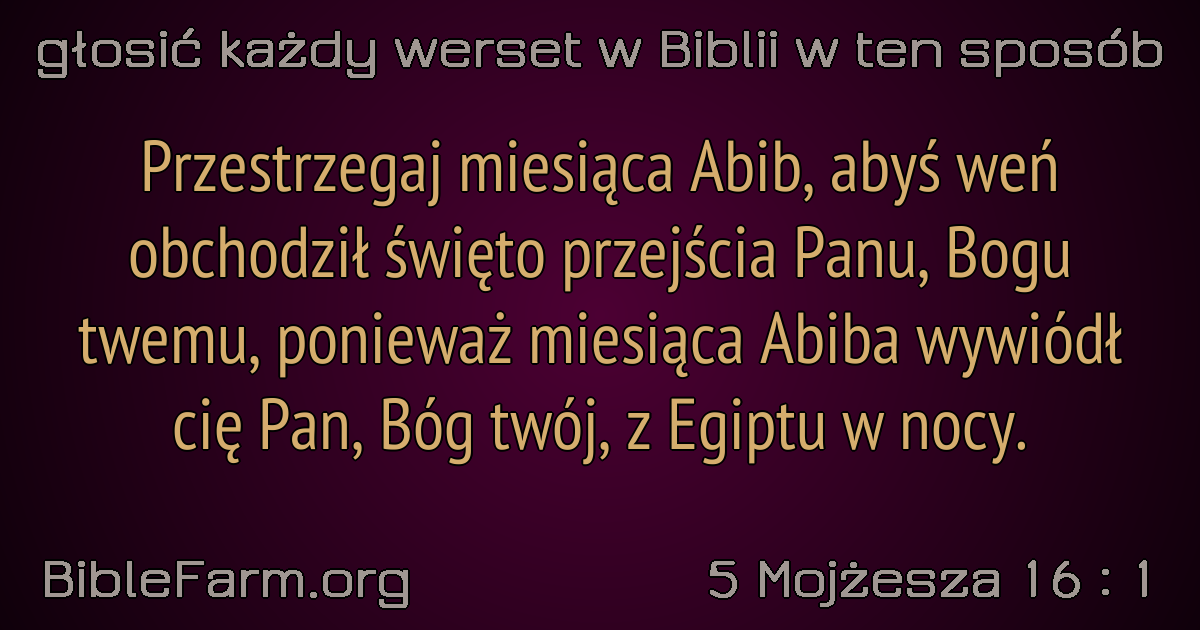 głosić każdy werset w Biblii w ten sposób
Przestrzegaj miesiąca Abib, abyś weń
obchodził święto przejścia Panu, Bogu
twemu, ponieważ miesiąca Abiba wywiódł
cię Pan, Bóg twój, z Egiptu w nocy.
BibleFarm.org
5 Mojżesza 16 : 1